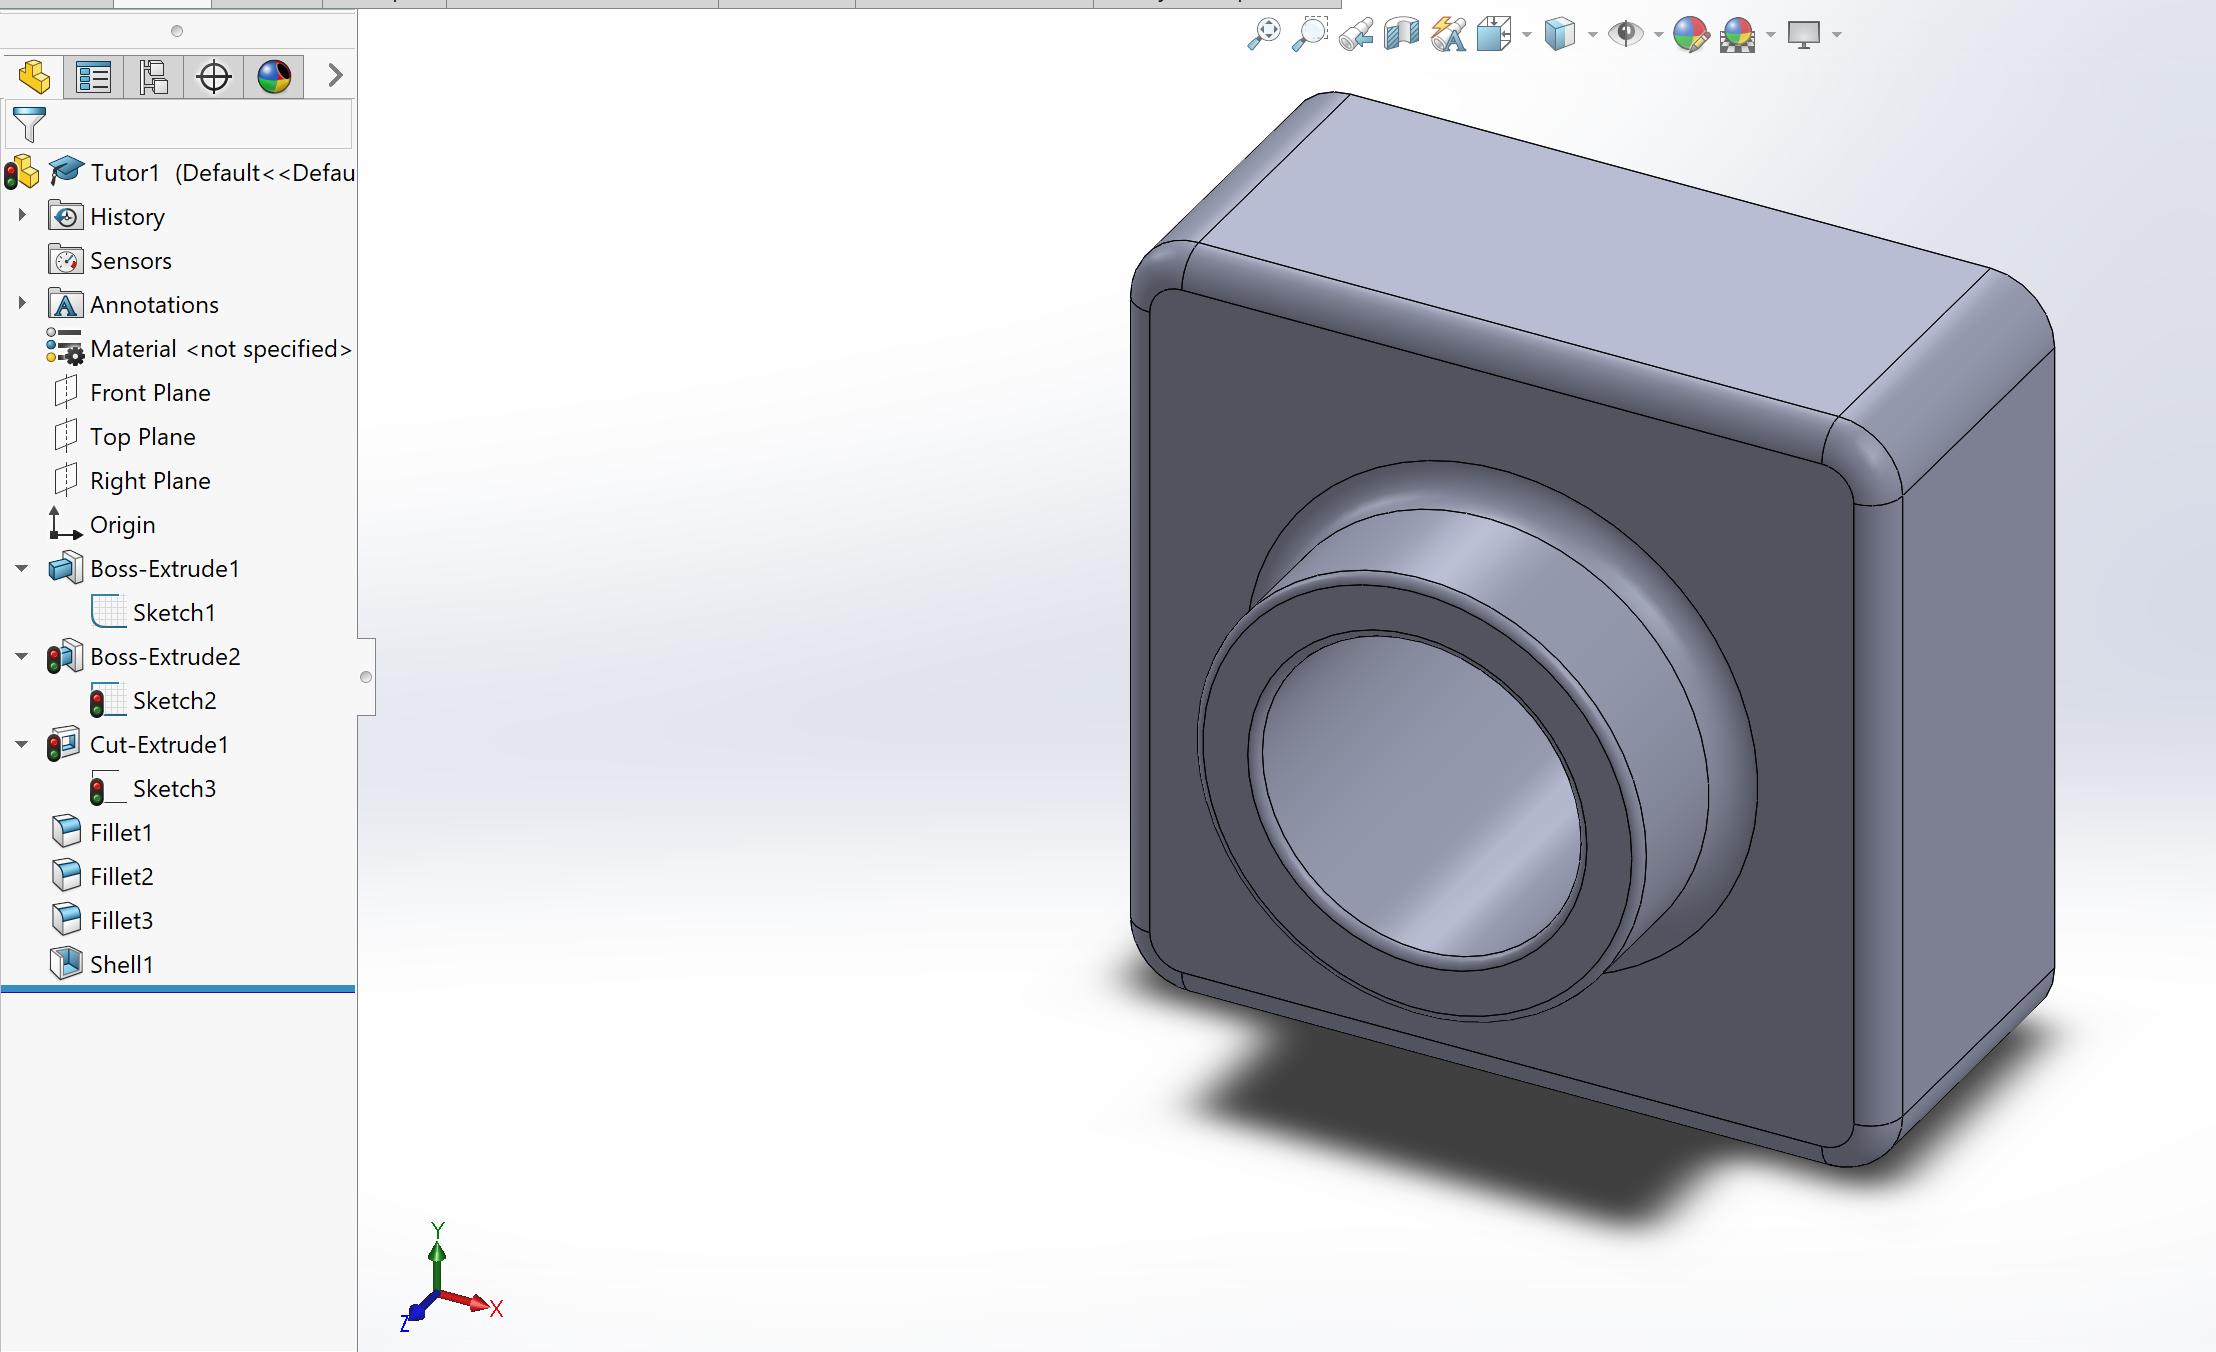 Tutor1 (Default<<Defau
History
Sensors
Annotations
Material <not specified>
Front Plane
Top Plane
Right Plane
Origin
Boss-Extrude1
Sketch1
Boss-Extrude2
Sketch2
Cut-Extrude1
Sketch3
Fillet1
Fillet2
Fillet3
Shell1
Y
X
Z